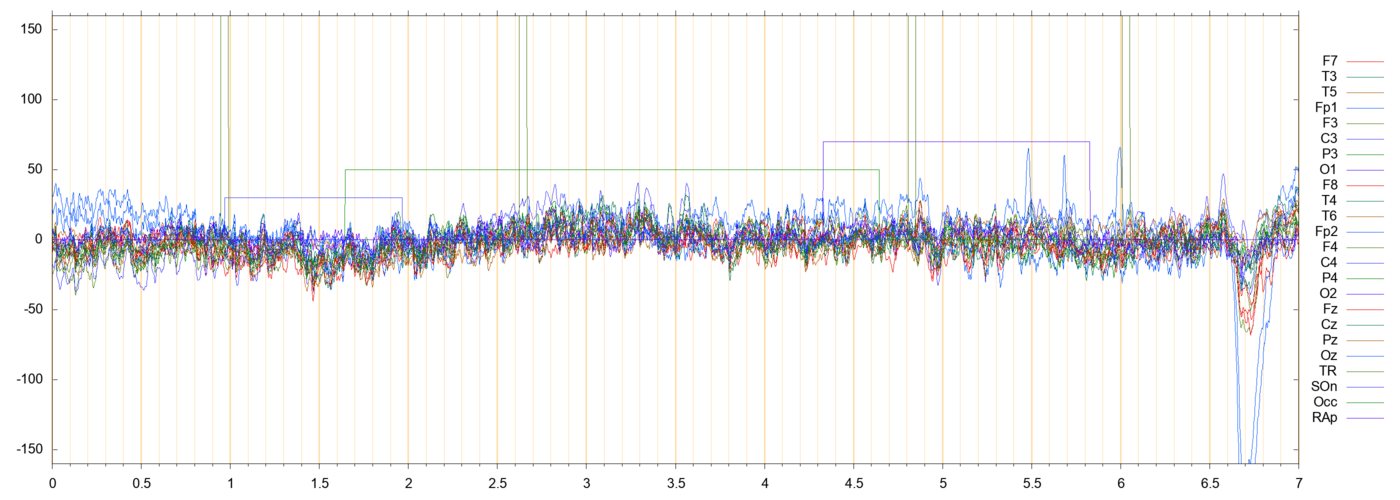 150
100
50
0
-50
-100
-150
0 0.5 1 1.5 2 2.5 3 3.5 4 4.5 5 5.5 6 6.5 7
F7
T3
T5
Fp1
F3
C3
P3
O1
F8
T4
T6
Fp2
F4
C4
P4
O2
Fz
Cz
Pz
Oz
TR
SOn
Occ
RAp